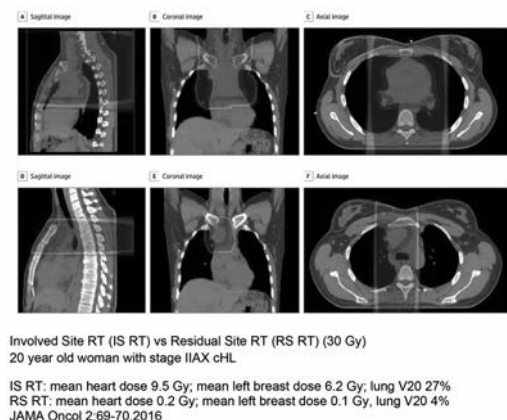 A Sagittal image
B Coronal image
C Axial image
D Sagittal image
E Coronal image
F Axial image
Involved Site RT (IS RT) vs Residual Site RT (RS RT) (30 Gy)
20 year old woman with stage IIAX cHL
IS RT: mean heart dose 9.5 Gy; mean left breast dose 6.2 Gy; lung V20 27%
RS RT: mean heart dose 0.2 Gy; mean left breast dose 0.1 Gy, lung V20 4%
JAMA Oncol 2:69-70,2016